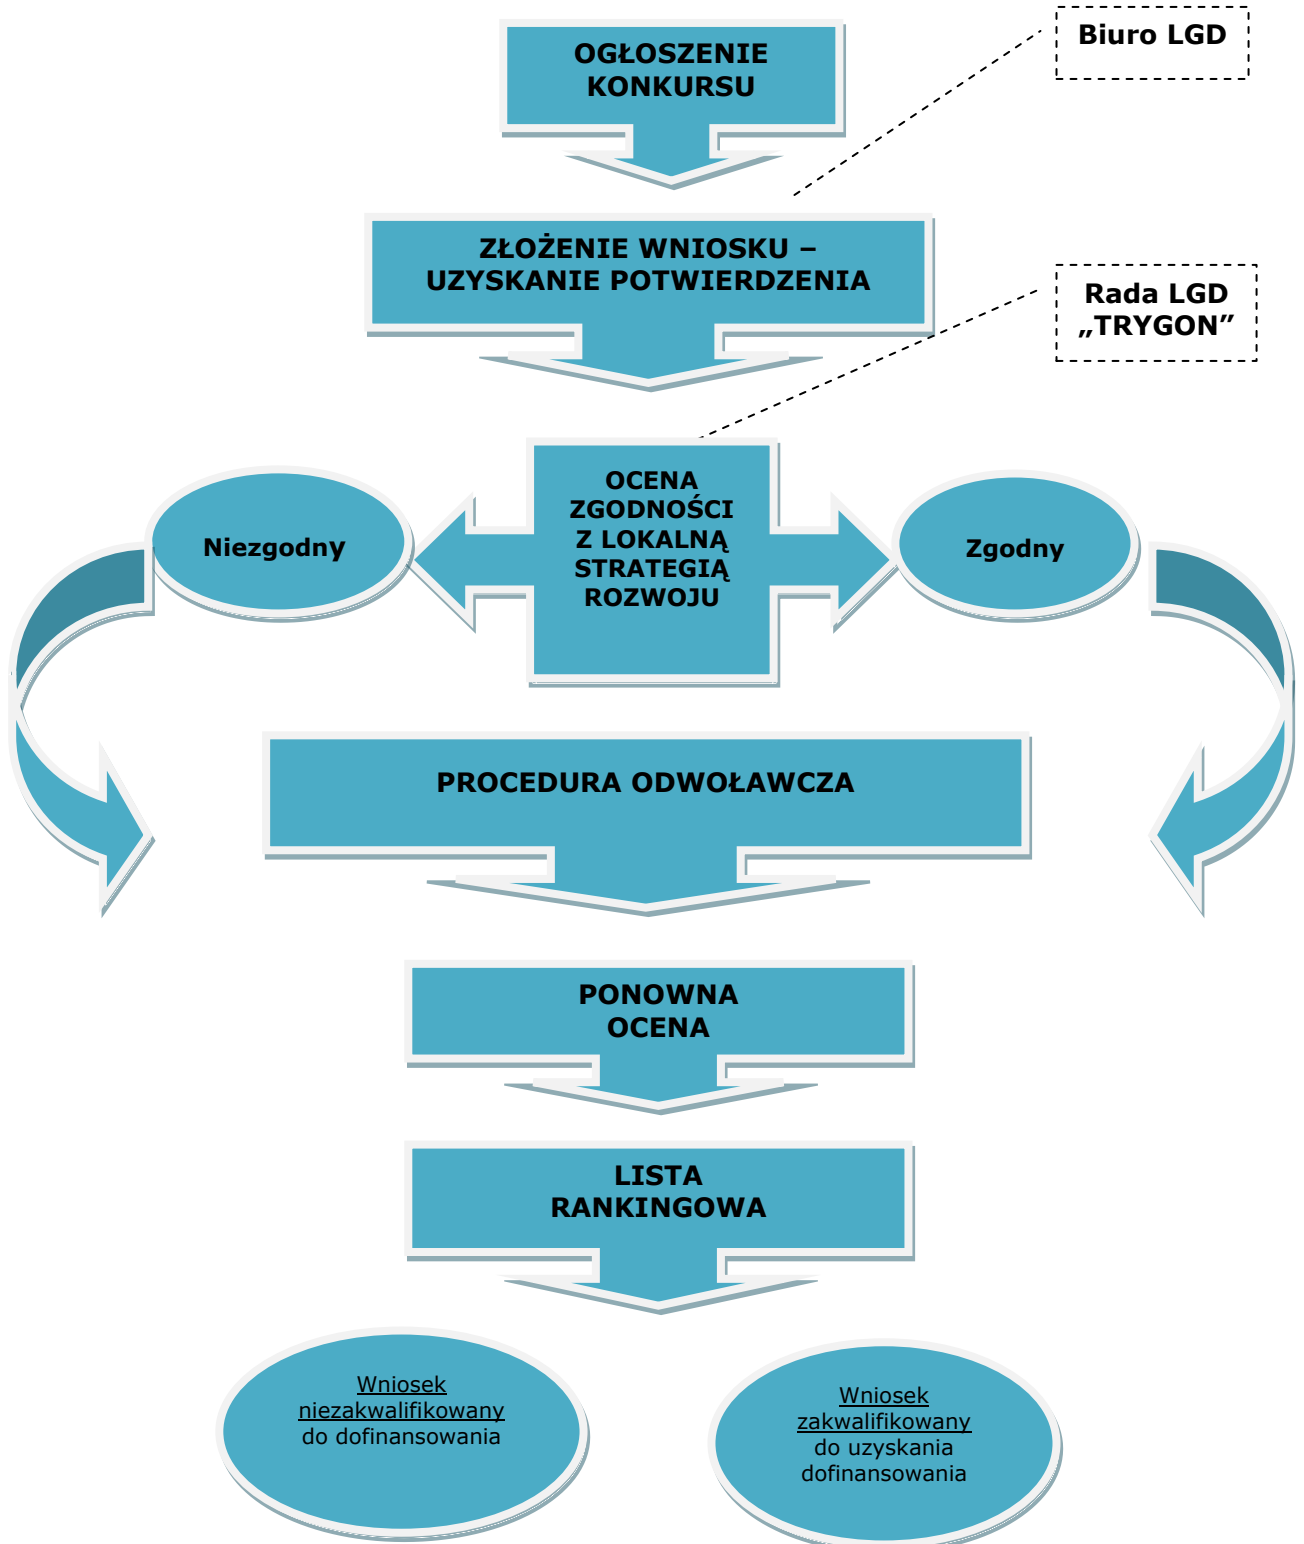 OGŁOSZENIE
KONKURSU
Biuro LGD
ZŁOŻENIE WNIOSKU –
UZYSKANIE POTWIERDZENIA
Rada LGD
„TRYGON”
OCENA
ZGODNOŚCI
Z LOKALNĄ
STRATEGIĄ
ROZWOJU
Niezgodny
Zgodny
PROCEDURA ODWOŁAWCZA
PONOWNA
OCENA
LISTA
RANKINGOWA
Wniosek
niezakwalifikowany
do dofinansowania
Wniosek
zakwalifikowany
do uzyskania
dofinansowania